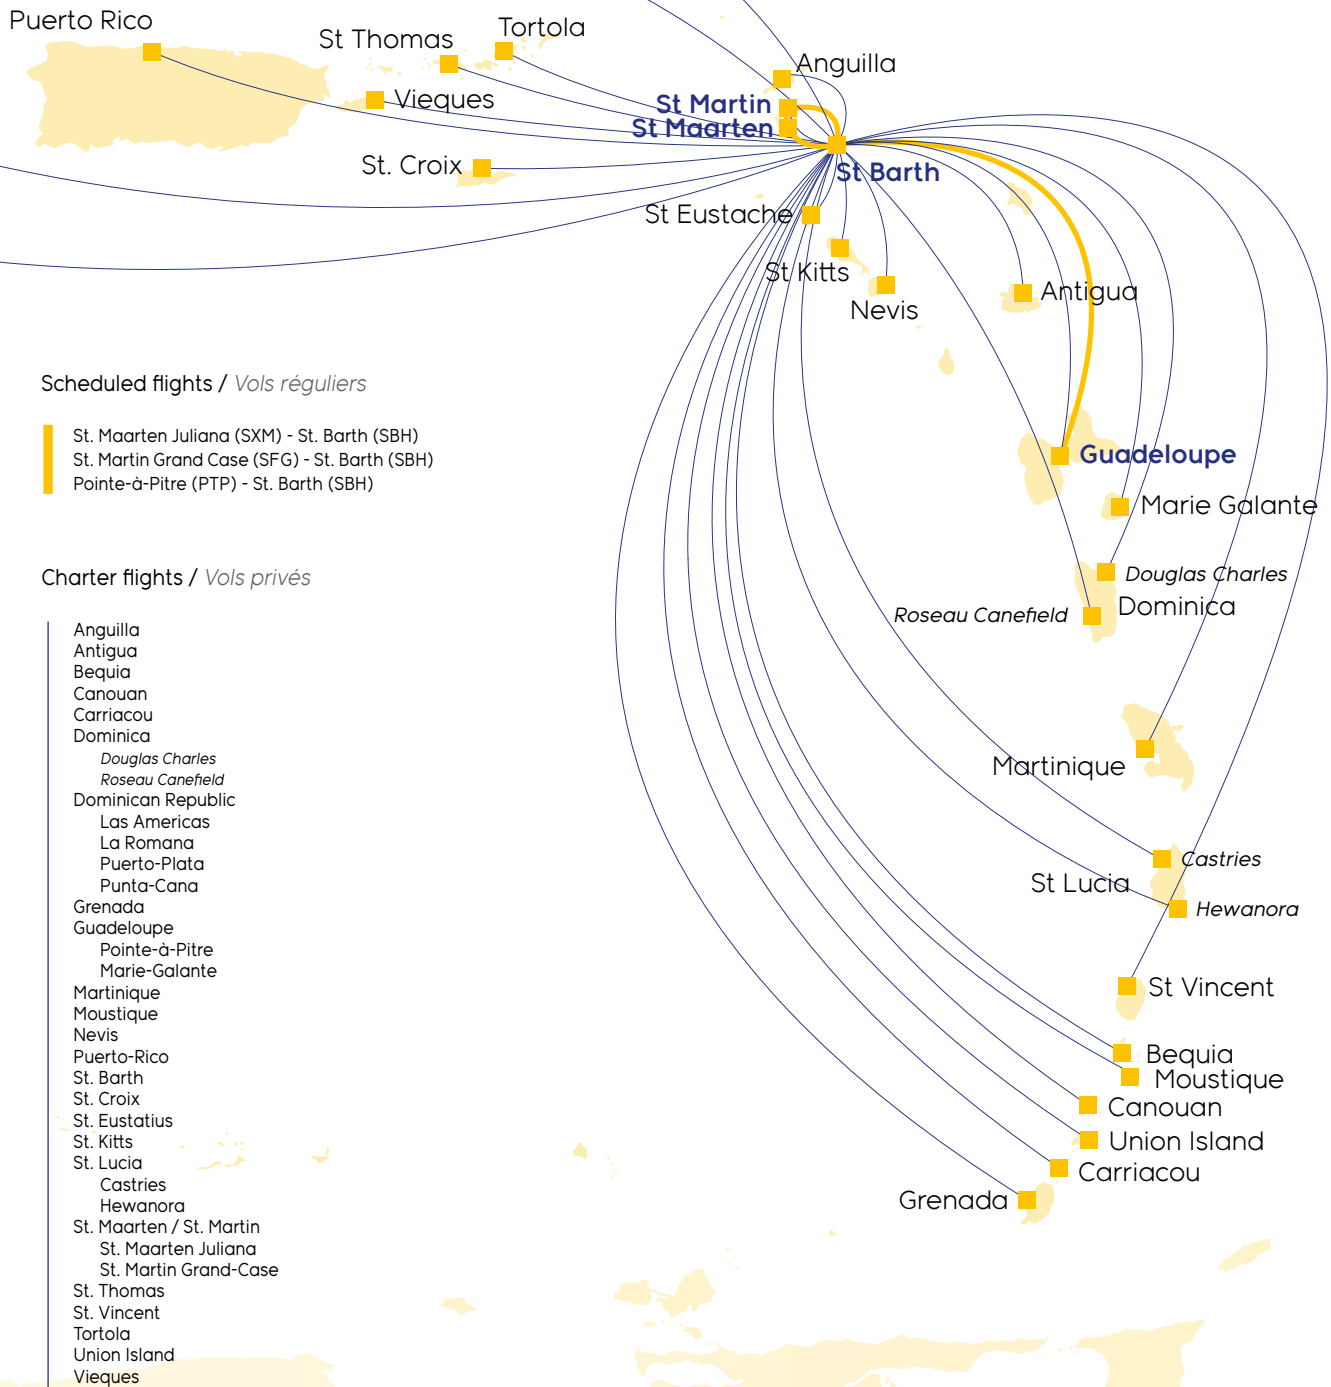 Puerto Rico
St Thomas
Tortola
Anguilla
Vieques
St Martin
St Maarten
St. Croix
St Barth
St Eustache
St Kitts
Nevis
Antigua
Scheduled flights / Vols réguliers
St. Maarten Juliana (SXM) - St. Barth (SBH)
St. Martin Grand Case (SFG) - St. Barth (SBH)
Pointe-à-Pitre (PTP) - St. Barth (SBH)
Guadeloupe
Marie Galante
Douglas Charles
Dominica
Roseau Canefield
Martinique
Castries
St Lucia
Hewanora
St Vincent
Bequia
Moustique
Canouan
Union Island
Carriacou
Grenada
Charter flights / Vols privés
Anguilla
Antigua
Bequia
Canouan
Carriacou
Dominica
Douglas Charles
Roseau Canefield
Dominican Republic
Las Americas
La Romana
Puerto-Plata
Punta-Cana
Grenada
Guadeloupe
Pointe-à-Pitre
Marie-Galante
Martinique
Moustique
Nevis
Puerto-Rico
St. Barth
St. Croix
St. Eustatius
St. Kitts
St. Lucia
Castries
Hewanora
St. Maarten / St. Martin
St. Maarten Juliana
St. Martin Grand-Case
St. Thomas
St. Vincent
Tortola
Union Island
Vieques